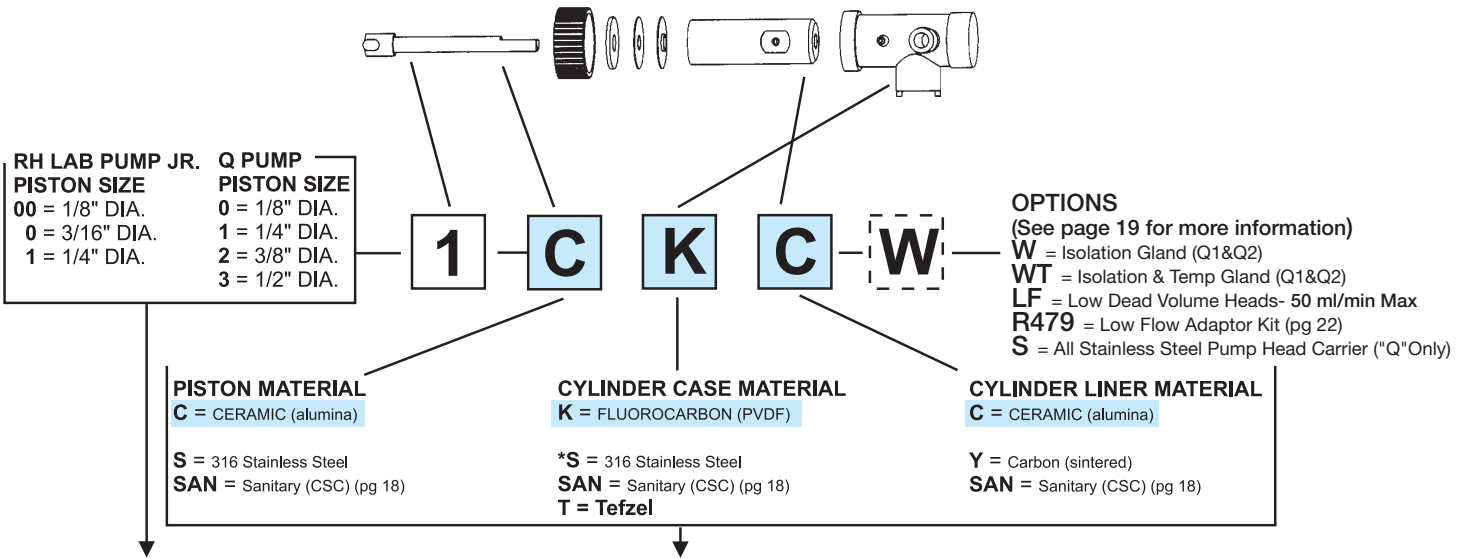 RH LAB PUMP JR.
PISTON SIZE
00 = 1/8" DIA.
0 = 3/16" DIA.
1 = 1/4" DIA.
Q PUMP
PISTON SIZE
0 = 1/8" DIA.
1 = 1/4" DIA.
2 = 3/8" DIA.
3 = 1/2" DIA.
1 C K C W
OPTIONS
(See page 19 for more information)
W = Isolation Gland (Q1&Q2)
WT = Isolation & Temp Gland (Q1&Q2)
LF = Low Dead Volume Heads- 50 ml/min Max
R479 = Low Flow Adaptor Kit (pg 22)
S = All Stainless Steel Pump Head Carrier ("Q"Only)
PISTON MATERIAL
C = CERAMIC (alumina)
S = 316 Stainless Steel
SAN = Sanitary (CSC) (pg 18)
CYLINDER CASE MATERIAL
K = FLUOROCARBON (PVDF)
*S = 316 Stainless Steel
SAN = Sanitary (CSC) (pg 18)
T = Tefzel
CYLINDER LINER MATERIAL
C = CERAMIC (alumina)
Y = Carbon (sintered)
SAN = Sanitary (CSC) (pg 18)